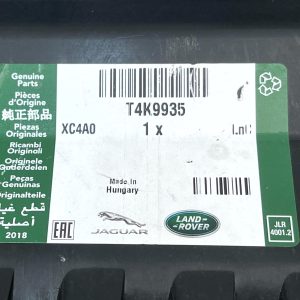 Genuine
Parts
Pièces
d'Origine
純正部品
Piezas
Originales
Ricambi
Originali
Originele
Onderdelen
Peças
Genuínas
Originalteile
قطع غيار
أصلية
2018
T4K9935
XC4A0
1 x
Made in
Hungary
EAC
JAGUAR
LAND-
ROVER
JLR
4001.2